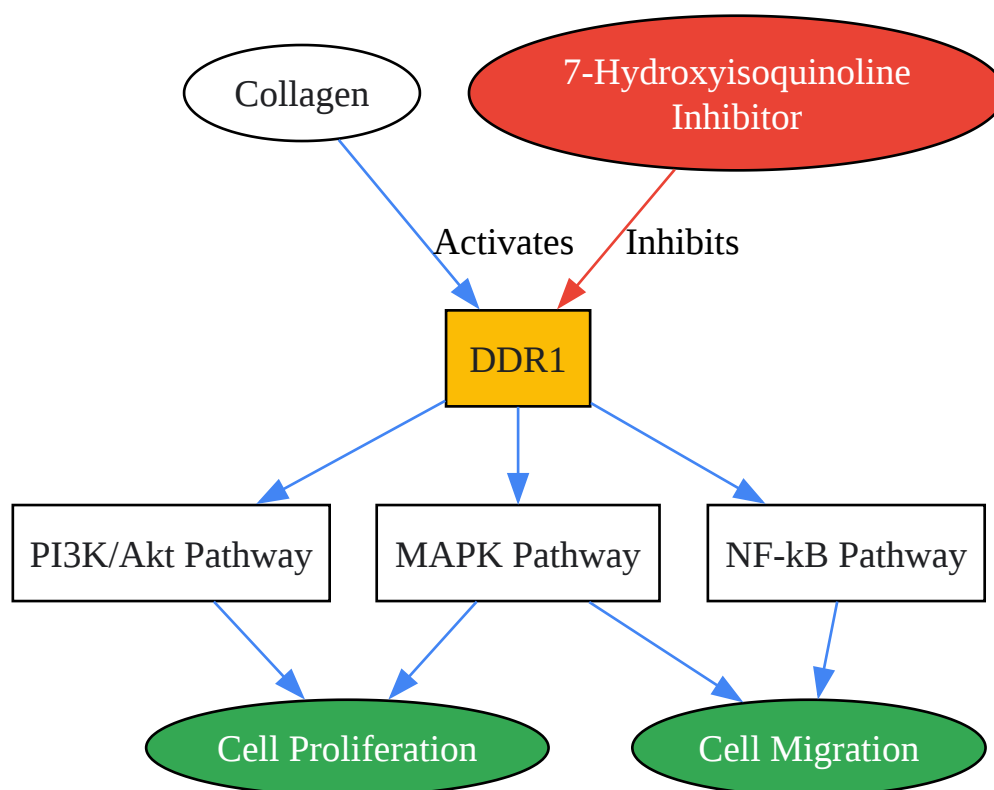 Collagen
7-Hydroxyisoquinoline
Inhibitor
Activates
Inhibits
DDR1
PI3K/Akt Pathway
MAPK Pathway
NF-kB Pathway
Cell Proliferation
Cell Migration